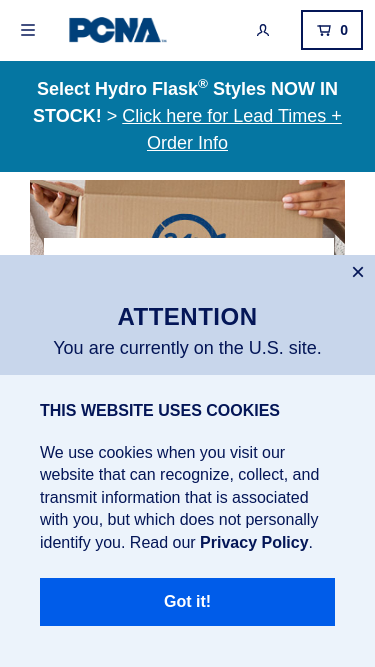 PCNA
0
Select Hydro Flask® Styles NOW IN
STOCK! > Click here for Lead Times +
Order Info
ATTENTION
You are currently on the U.S. site.
THIS WEBSITE USES COOKIES
We use cookies when you visit our
website that can recognize, collect, and
transmit information that is associated
with you, but which does not personally
identify you. Read our Privacy Policy.
Got it!